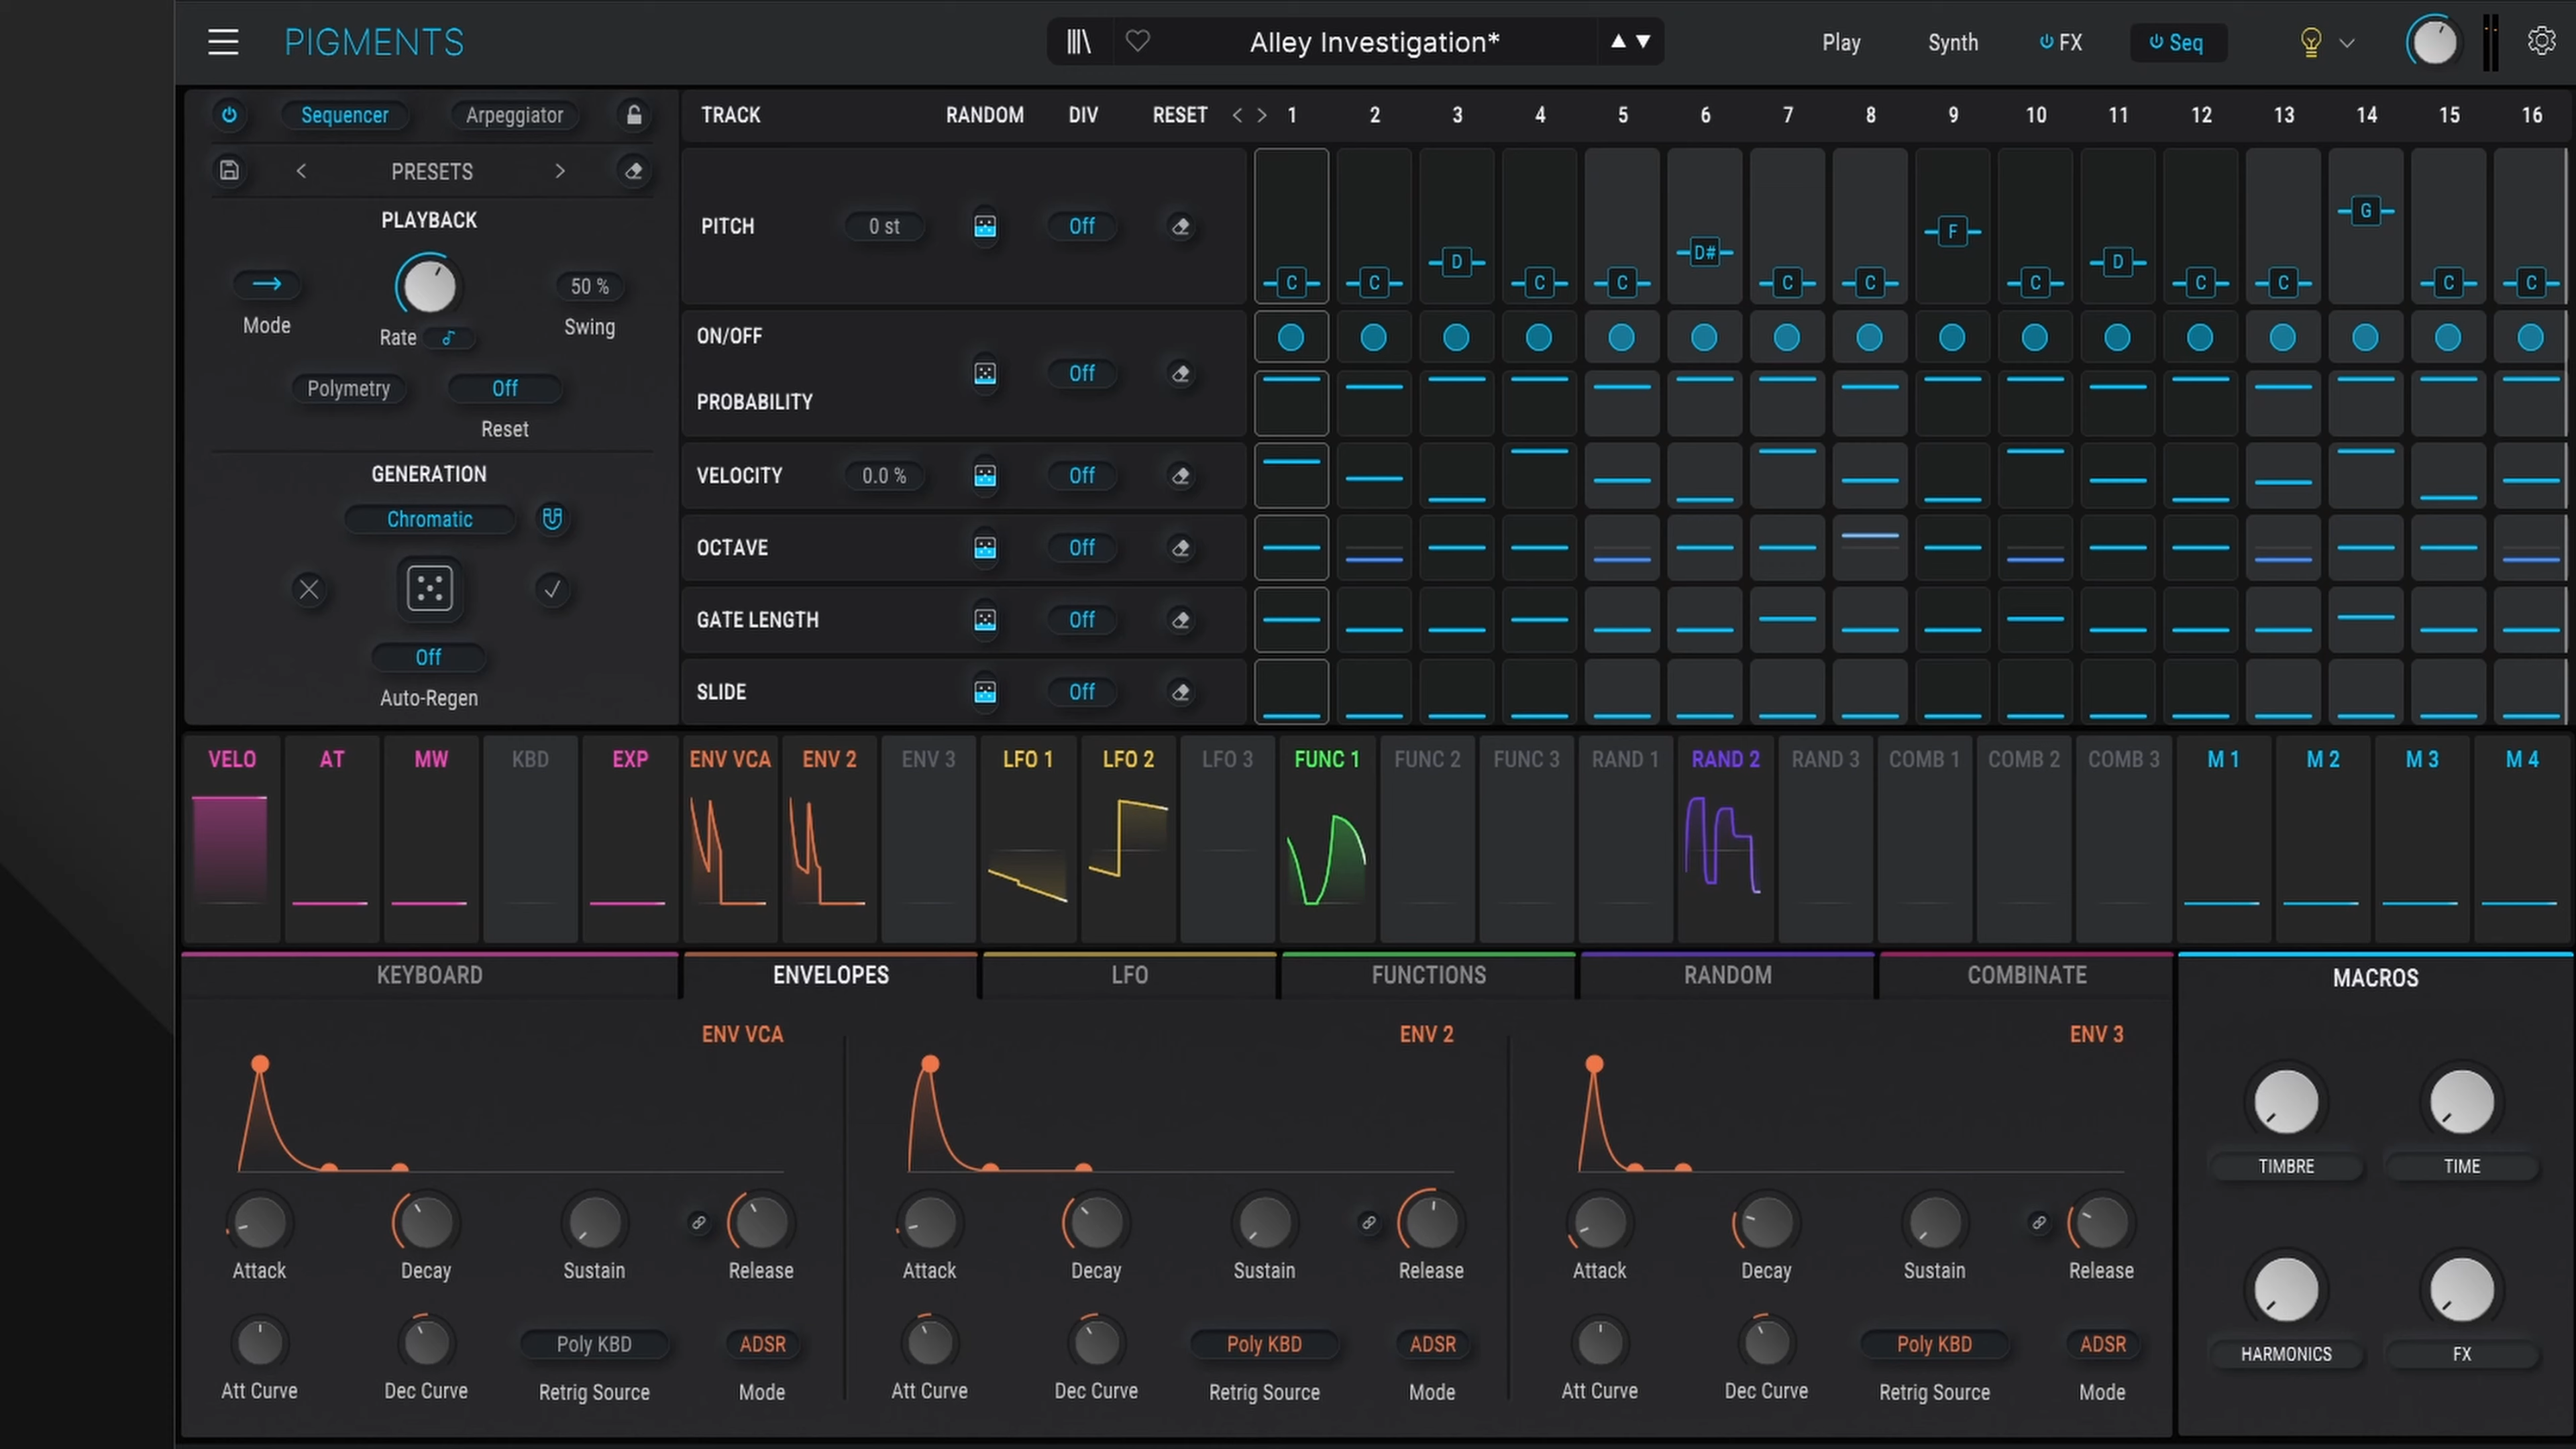 PIGMENTS
Alley Investigation*
Play Synth FX Seq
Sequencer Arpeggiator
PRESETS
PLAYBACK
50 %
Mode Rate Swing
Polymetry Off
Reset
GENERATION
Chromatic
Off
Auto-Regen
TRACK RANDOM DIV RESET < > 1 2 3 4 5 6 7 8 9 10 11 12 13 14 15 16
PITCH 0 st Off C C D C C D# C C F C D C C G C C
ON/OFF
Off
PROBABILITY
VELOCITY 0.0 % Off
OCTAVE Off
GATE LENGTH Off
SLIDE Off
VELO AT MW KBD EXP ENV VCA ENV 2 ENV 3 LFO 1 LFO 2 LFO 3 FUNC 1 FUNC 2 FUNC 3 RAND 1 RAND 2 RAND 3 COMB 1 COMB 2 COMB 3 M 1 M 2 M 3 M 4
KEYBOARD ENVELOPES LFO FUNCTIONS RANDOM COMBINATE MACROS
ENV VCA ENV 2 ENV 3
Attack Decay Sustain Release Attack Decay Sustain Release Attack Decay Sustain Release
Poly KBD ADSR Poly KBD ADSR Poly KBD ADSR
Att Curve Dec Curve Retrig Source Mode Att Curve Dec Curve Retrig Source Mode Att Curve Dec Curve Retrig Source Mode
TIMBRE TIME
HARMONICS FX